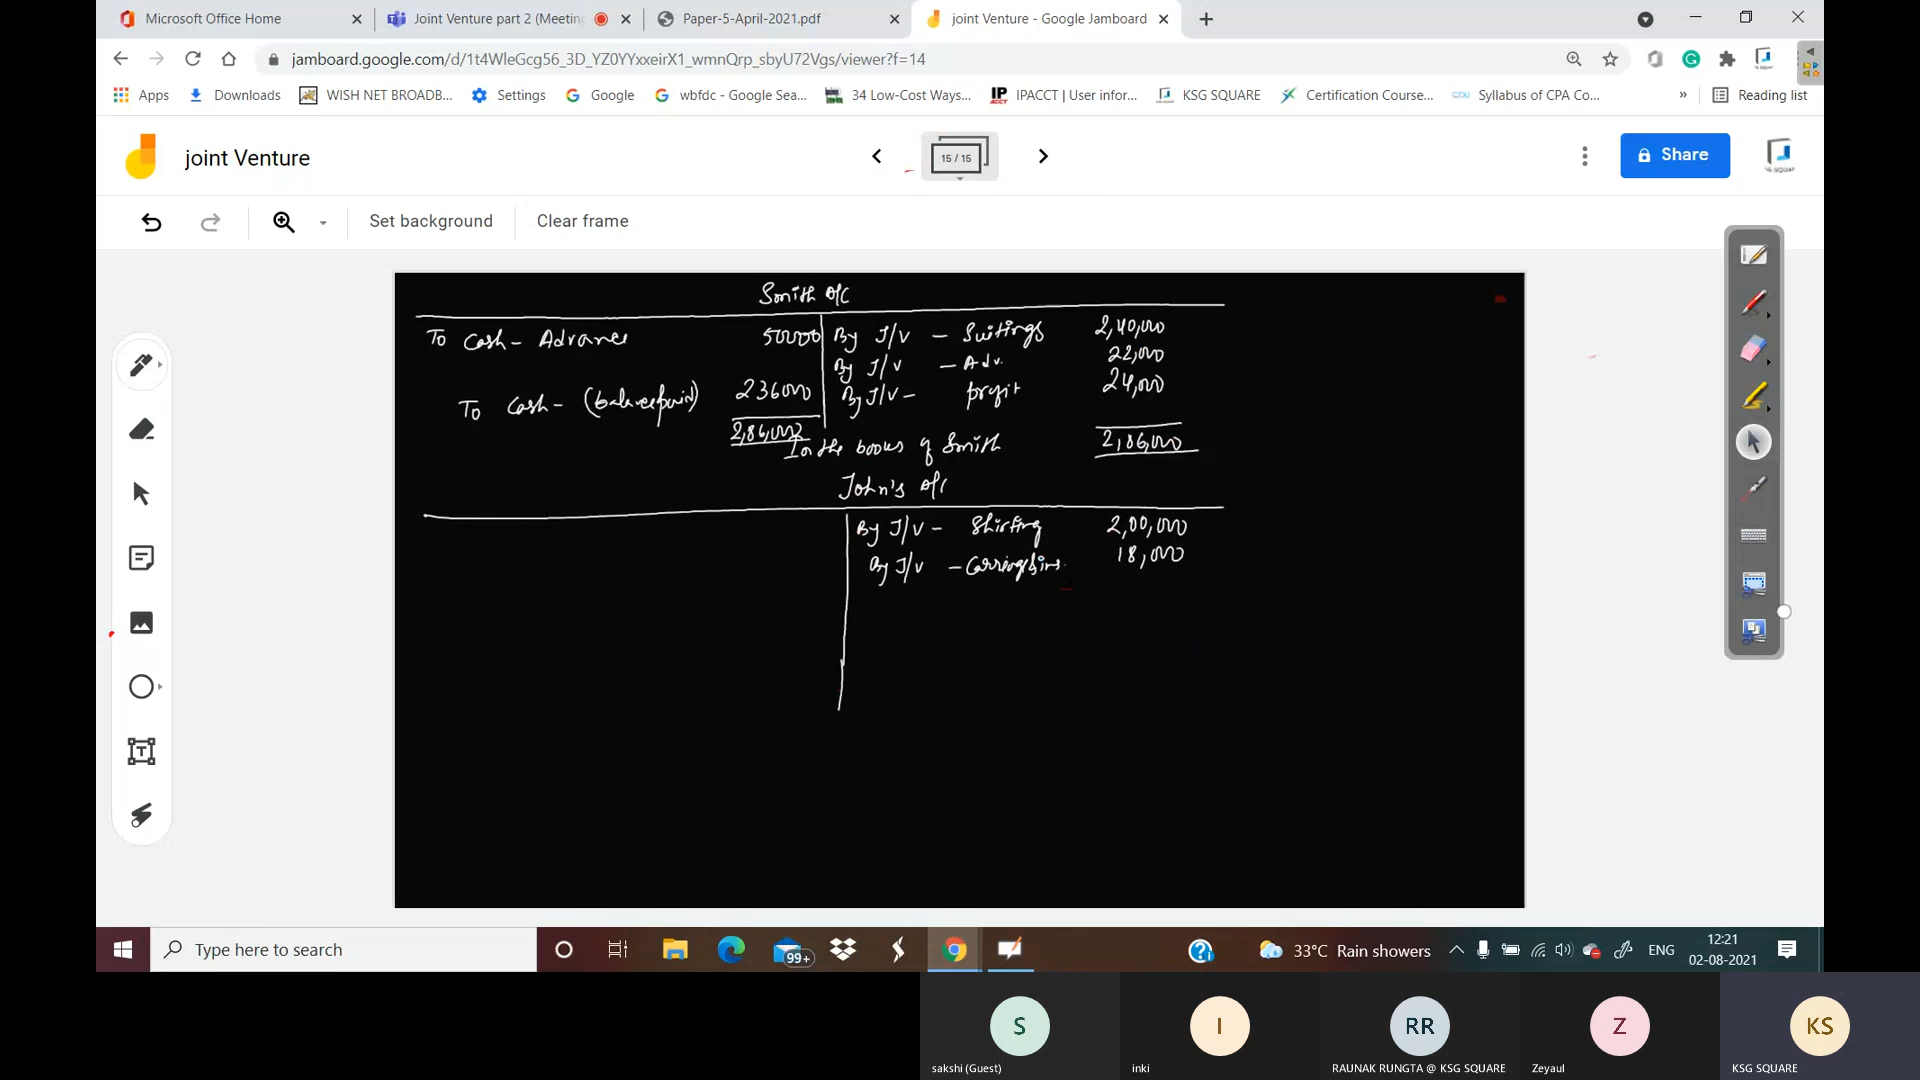 Microsoft Office Home
Joint Venture part 2 (Meeting
Paper-5-April-2021.pdf
joint Venture - Google Jamboard
jamboard.google.com/d/1t4WleGcg56_3D_YZ0YYxxeirX1_wmnQrp_sbyU72Vgs/viewer?f=14
Apps
Downloads
WISH NET BROADB...
Settings
Google
wbfdc - Google Sea...
34 Low-Cost Ways...
IPACCT | User infor...
KSG SQUARE
Certification Course...
Syllabus of CPA Co...
»
Reading list
joint Venture
15 / 15
Share
Set background
Clear frame
Smith A/C
To Cash - Advance 50000 By J/V - Suitings 2,40,000
By J/V - Adv. 22,000
To Cash - (balance paid) 236000 By J/V - profit 24,000
2,86,000 2,86,000
In the books of Smith
John's A/C
By J/V - Shirting 2,00,000
By J/V - Carriage & ins. 18,000
Type here to search
99+
33°C Rain showers
ENG
12:21
02-08-2021
S
I
RR
Z
KS
sakshi (Guest)
inki
RAUNAK RUNGTA @ KSG SQUARE
Zeyaul
KSG SQUARE